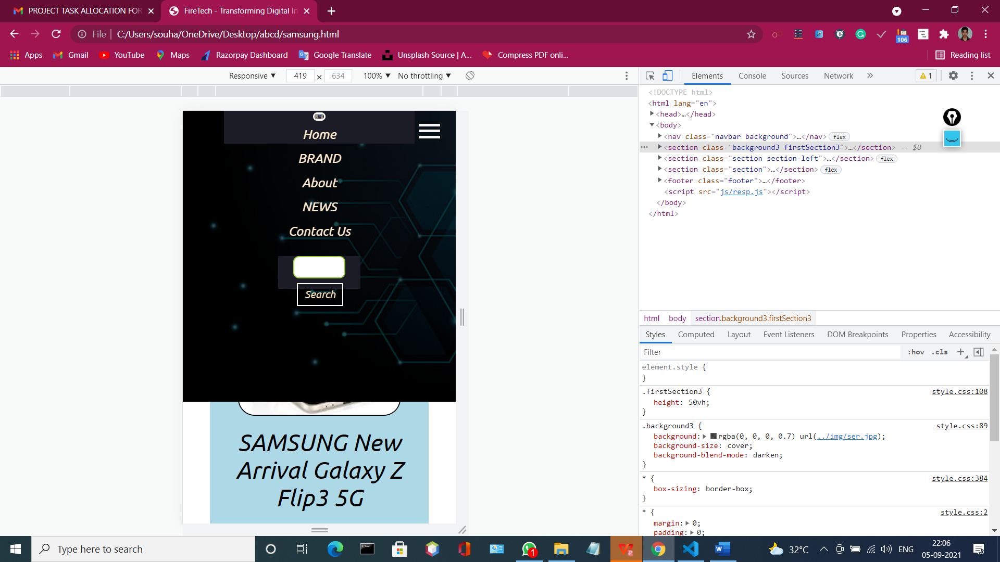 PROJECT TASK ALLOCATION FOR
FireTech - Transforming Digital In
File
C:/Users/souha/OneDrive/Desktop/abcd/samsung.html
106
Apps
Gmail
YouTube
Maps
Razorpay Dashboard
Google Translate
Unsplash Source | A...
Compress PDF onli...
Reading list
Responsive ▼
419 × 634
100% ▼
No throttling ▼
Elements
Console
Sources
Network
»
1
Home
BRAND
About
NEWS
Contact Us
Search
SAMSUNG New
Arrival Galaxy Z
Flip3 5G
<!DOCTYPE html>
<html lang="en">
<head>…</head>
<body>
<nav class="navbar background">…</nav> flex
<section class="background3 firstSection3">…</section> == $0
<section class="section section-left">…</section> flex
<section class="section">…</section> flex
<footer class="footer">…</footer>
<script src="js/resp.js"></script>
</body>
</html>
html body section.background3.firstSection3
Styles Computed Layout Event Listeners DOM Breakpoints Properties Accessibility
Filter
:hov .cls +
element.style {
}
.firstSection3 { style.css:108
height: 50vh;
}
.background3 { style.css:89
background: rgba(0, 0, 0, 0.7) url(../img/ser.jpg);
background-size: cover;
background-blend-mode: darken;
}
* { style.css:384
box-sizing: border-box;
}
* { style.css:2
margin: 0;
padding: 0;
Type here to search
1
32°C
ENG
22:06
05-09-2021